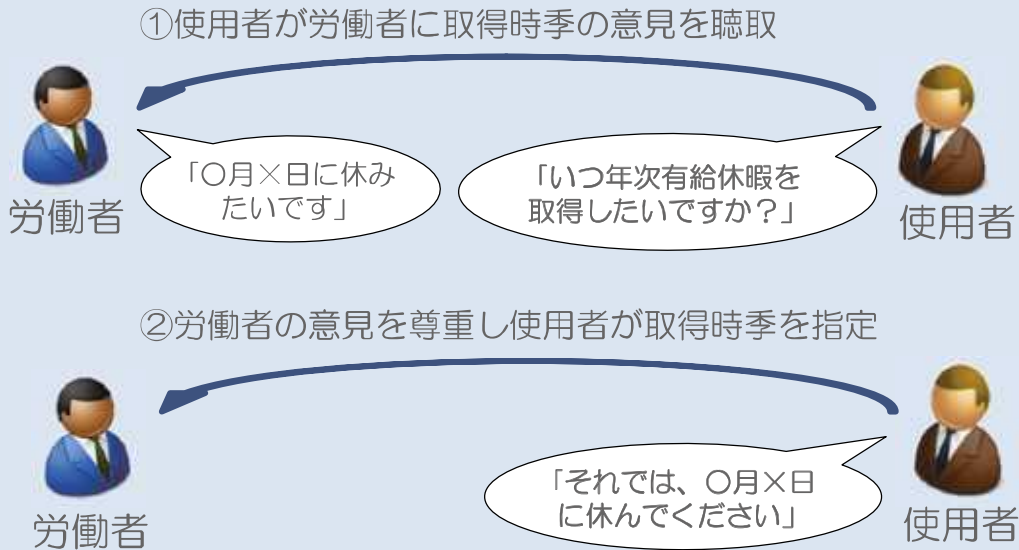 ①使用者が労働者に取得時季の意見を聴取
「〇月×日に休み
たいです」
「いつ年次有給休暇を
取得したいですか？」
労働者
使用者
②労働者の意見を尊重し使用者が取得時季を指定
「それでは、〇月×日
に休んでください」
労働者
使用者